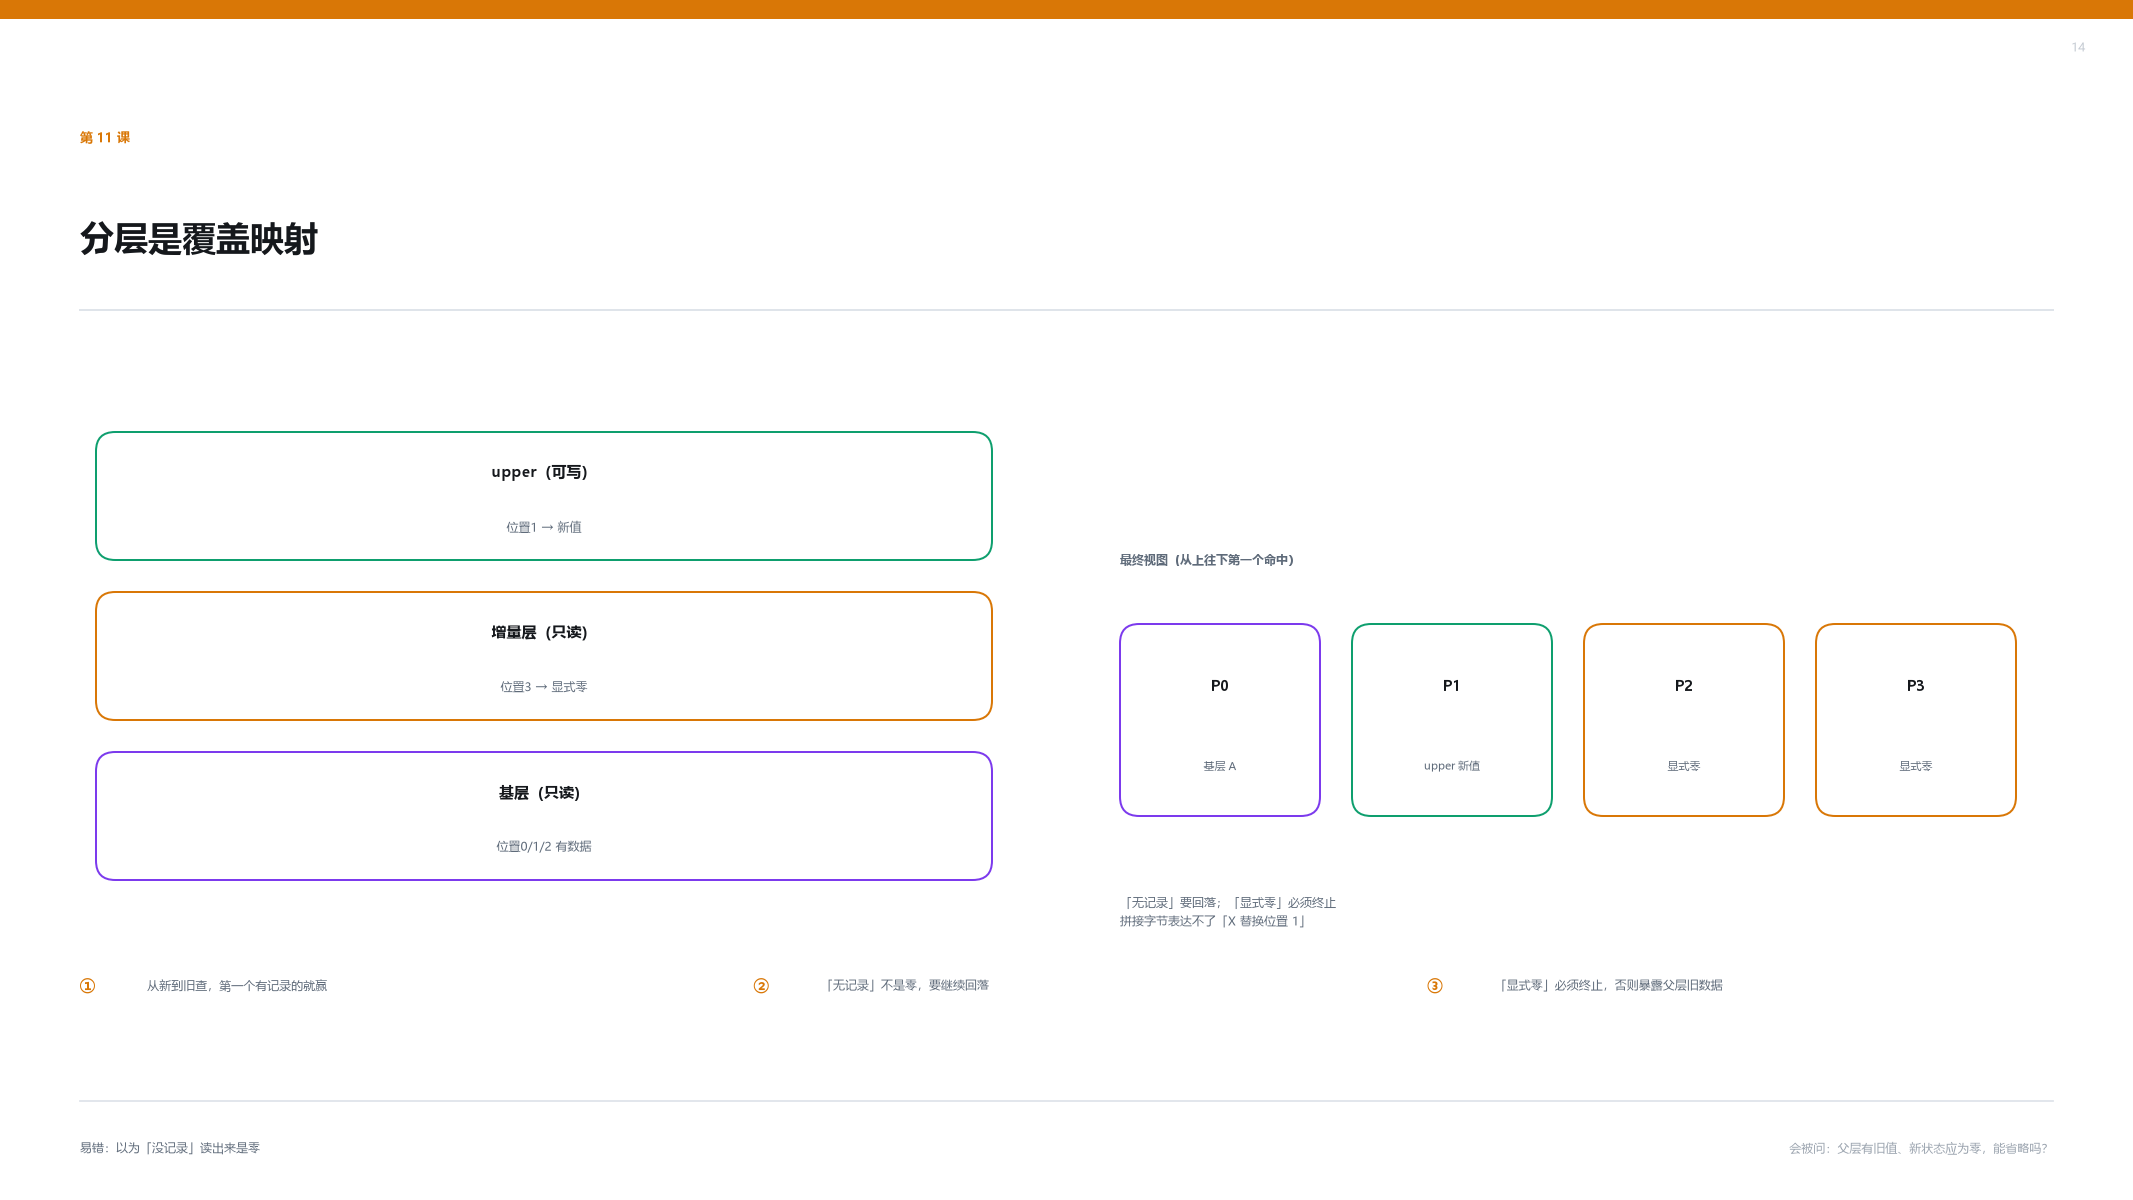 14
第 11 课
分层是覆盖映射
upper（可写）
位置1 → 新值
增量层（只读）
位置3 → 显式零
基层（只读）
位置0/1/2 有数据
最终视图（从上往下第一个命中）
P0
基层 A
P1
upper 新值
P2
显式零
P3
显式零
「无记录」要回落；「显式零」必须终止
拼接字节表达不了「X 替换位置 1」
① 从新到旧查，第一个有记录的就赢
② 「无记录」不是零，要继续回落
③ 「显式零」必须终止，否则暴露父层旧数据
易错：以为「没记录」读出来是零
会被问：父层有旧值、新状态应为零，能省略吗？